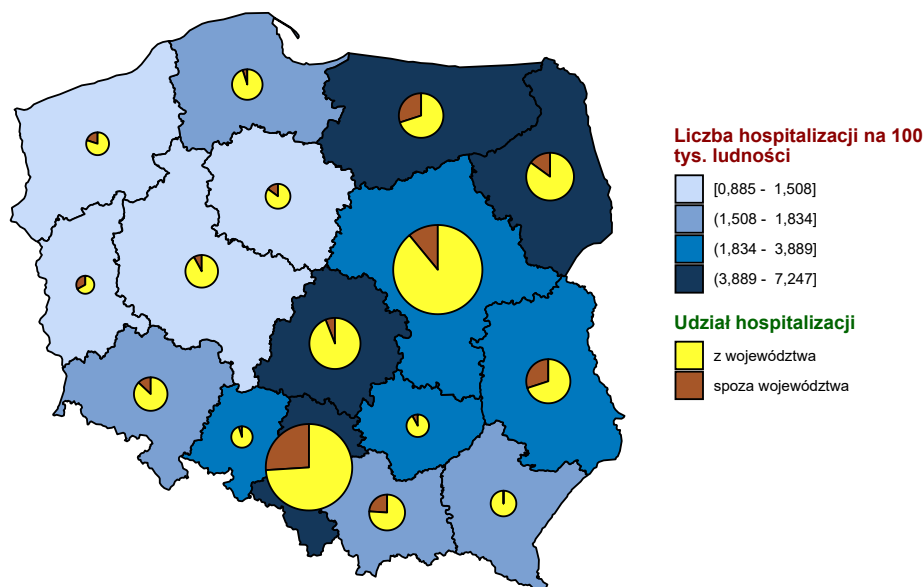 Liczba hospitalizacji na 100
tys. ludności
[0,885 - 1,508]
(1,508 - 1,834]
(1,834 - 3,889]
(3,889 - 7,247]
Udział hospitalizacji
z województwa
spoza województwa